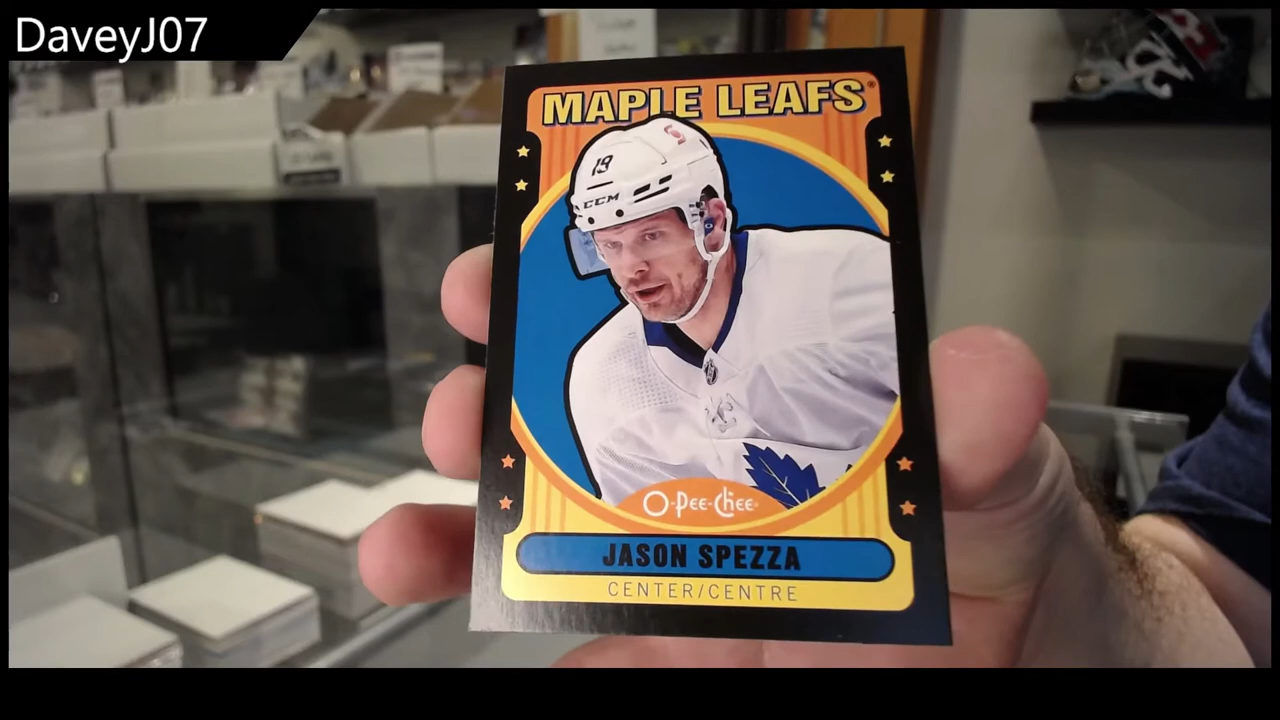 DaveyJ07
MAPLE LEAFS
19
CCM
O-Pee-Chee
JASON SPEZZA
CENTER/CENTRE